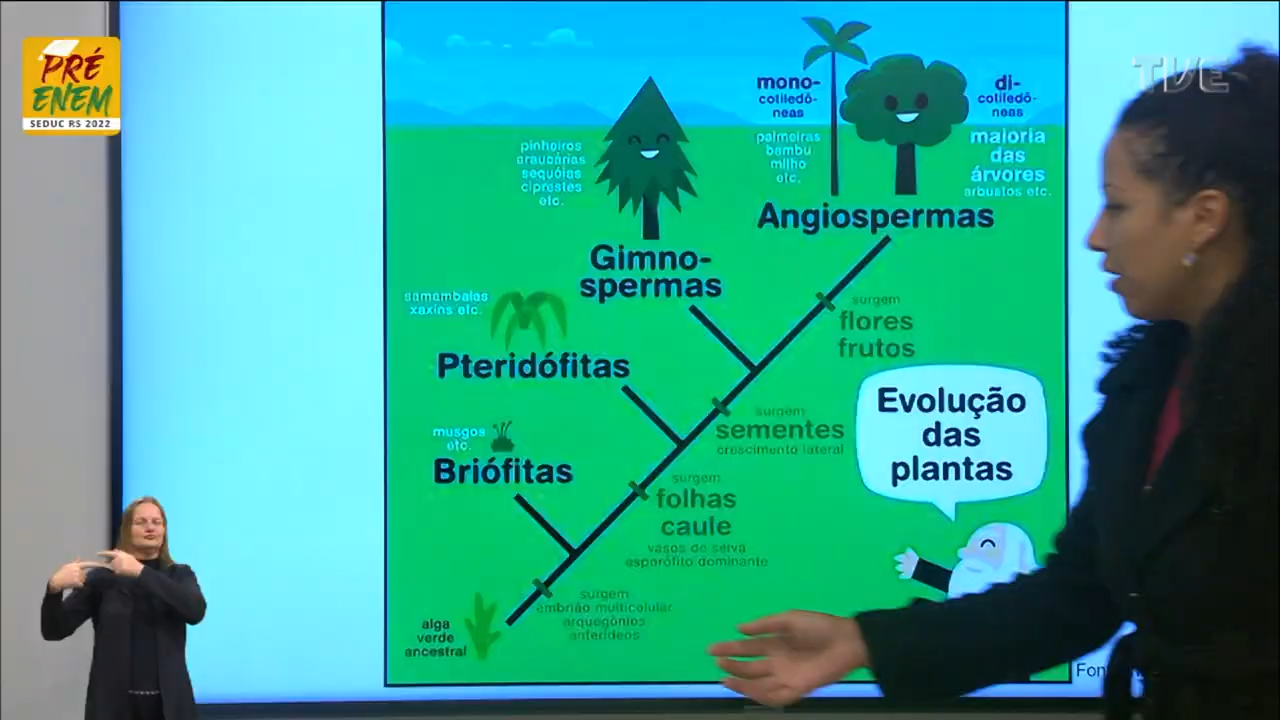 PRÉ
ENEM
SEDUC RS 2022
TVE
mono-
cotiledô-
neas
palmeiras
bambu
milho
etc.
di-
cotiledô-
neas
maioria
das
árvores
arbustos etc.
pinheiros
araucárias
sequóias
ciprestes
etc.
Angiospermas
Gimno-
spermas
samambaias
xaxins etc.
surgem
flores
frutos
Pteridófitas
Evolução
das
plantas
surgem
sementes
crescimento lateral
musgos
etc.
Briófitas
surgem
folhas
caule
vasos de seiva
esporófito dominante
surgem
embrião multicelular
arquegônios
anterídeos
alga
verde
ancestral